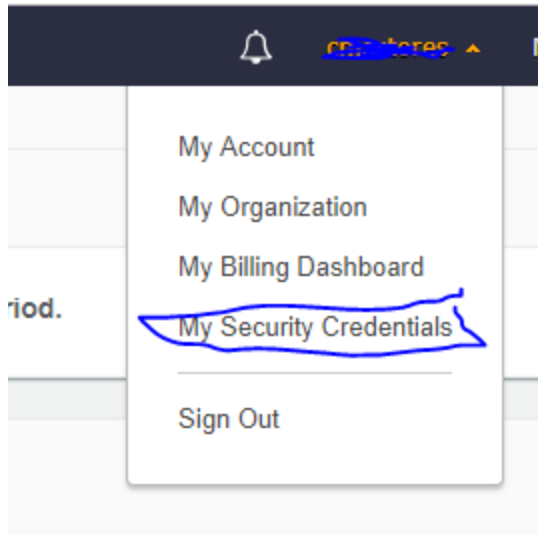 My Account
My Organization
My Billing Dashboard
riod.
My Security Credentials
Sign Out